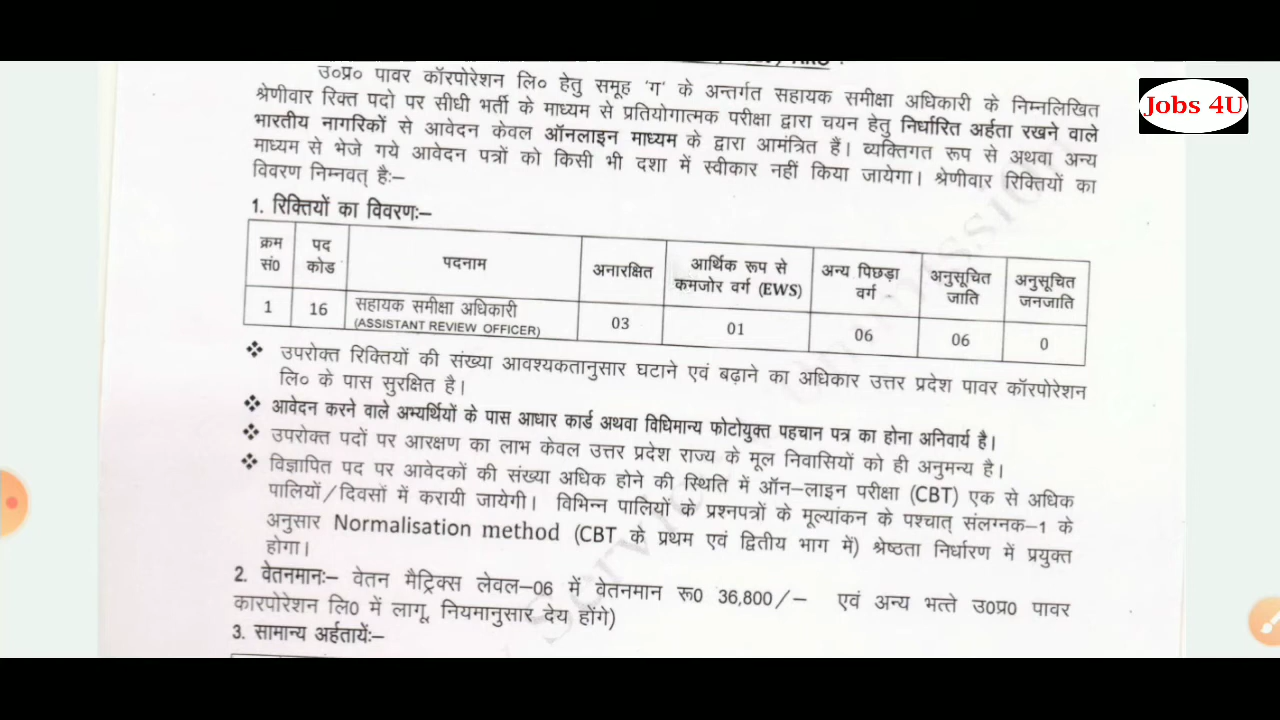 उ०प्र० पावर कॉरपोरेशन लि० हेतु समूह 'ग' के अन्तर्गत सहायक समीक्षा अधिकारी के निम्नलिखित
Jobs 4U
श्रेणीवार रिक्त पदो पर सीधी भर्ती के माध्यम से प्रतियोगात्मक परीक्षा द्वारा चयन हेतु निर्धारित अर्हता रखने वाले
भारतीय नागरिकों से आवेदन केवल ऑनलाइन माध्यम के द्वारा आमंत्रित हैं। व्यक्तिगत रूप से अथवा अन्य
माध्यम से भेजे गये आवेदन पत्रों को किसी भी दशा में स्वीकार नहीं किया जायेगा। श्रेणीवार रिक्तियों का
विवरण निम्नवत् हैः–
1. रिक्तियों का विवरणः–
क्रम सं0 पद कोड पदनाम अनारक्षित आर्थिक रूप से कमजोर वर्ग (EWS) अन्य पिछड़ा वर्ग अनुसूचित जाति अनुसूचित जनजाति
1 16 सहायक समीक्षा अधिकारी (ASSISTANT REVIEW OFFICER) 03 01 06 06 0
❖ उपरोक्त रिक्तियों की संख्या आवश्यकतानुसार घटाने एवं बढ़ाने का अधिकार उत्तर प्रदेश पावर कॉरपोरेशन
लि० के पास सुरक्षित है।
❖ आवेदन करने वाले अभ्यर्थियों के पास आधार कार्ड अथवा विधिमान्य फोटोयुक्त पहचान पत्र का होना अनिवार्य है।
❖ उपरोक्त पदों पर आरक्षण का लाभ केवल उत्तर प्रदेश राज्य के मूल निवासियों को ही अनुमन्य है।
❖ विज्ञापित पद पर आवेदकों की संख्या अधिक होने की स्थिति में ऑन–लाइन परीक्षा (CBT) एक से अधिक
पालियों/दिवसों में करायी जायेगी। विभिन्न पालियों के प्रश्नपत्रों के मूल्यांकन के पश्चात् संलग्नक–1 के
अनुसार Normalisation method (CBT के प्रथम एवं द्वितीय भाग में) श्रेष्ठता निर्धारण में प्रयुक्त
होगा।
2. वेतनमानः– वेतन मैट्रिक्स लेवल–06 में वेतनमान रू0 36,800/– एवं अन्य भत्ते उ0प्र0 पावर
कारपोरेशन लि0 में लागू, नियमानुसार देय होंगे)
3. सामान्य अर्हतायेंः–